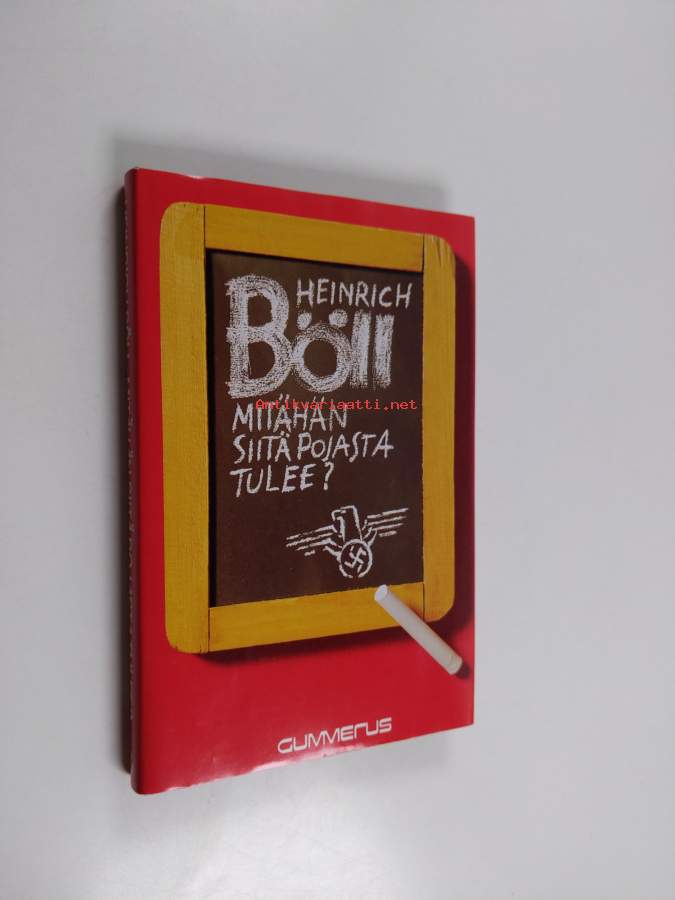 HEINRICH
Böll
MITÄHÄN
SIITÄ POJASTA
TULEE?
GUMMERUS
Antikvariaatti.net